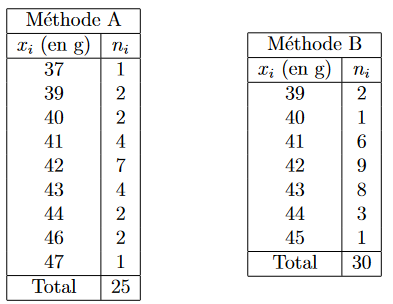 Méthode A
x_i (en g) n_i
37 1
39 2
40 2
41 4
42 7
43 4
44 2
46 2
47 1
Total 25
Méthode B
x_i (en g) n_i
39 2
40 1
41 6
42 9
43 8
44 3
45 1
Total 30